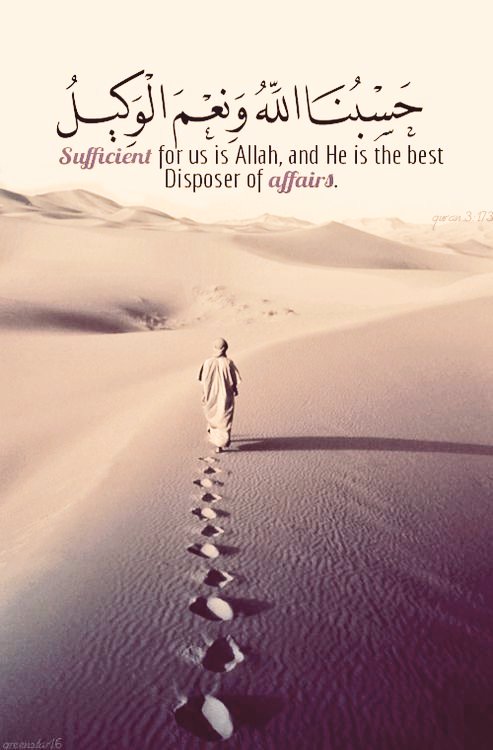 حَسْبُنَا اللَّهُ وَنِعْمَ الْوَكِيلُ
Sufficient for us is Allah, and He is the best
Disposer of affairs.
quran 3:173
greenstar16